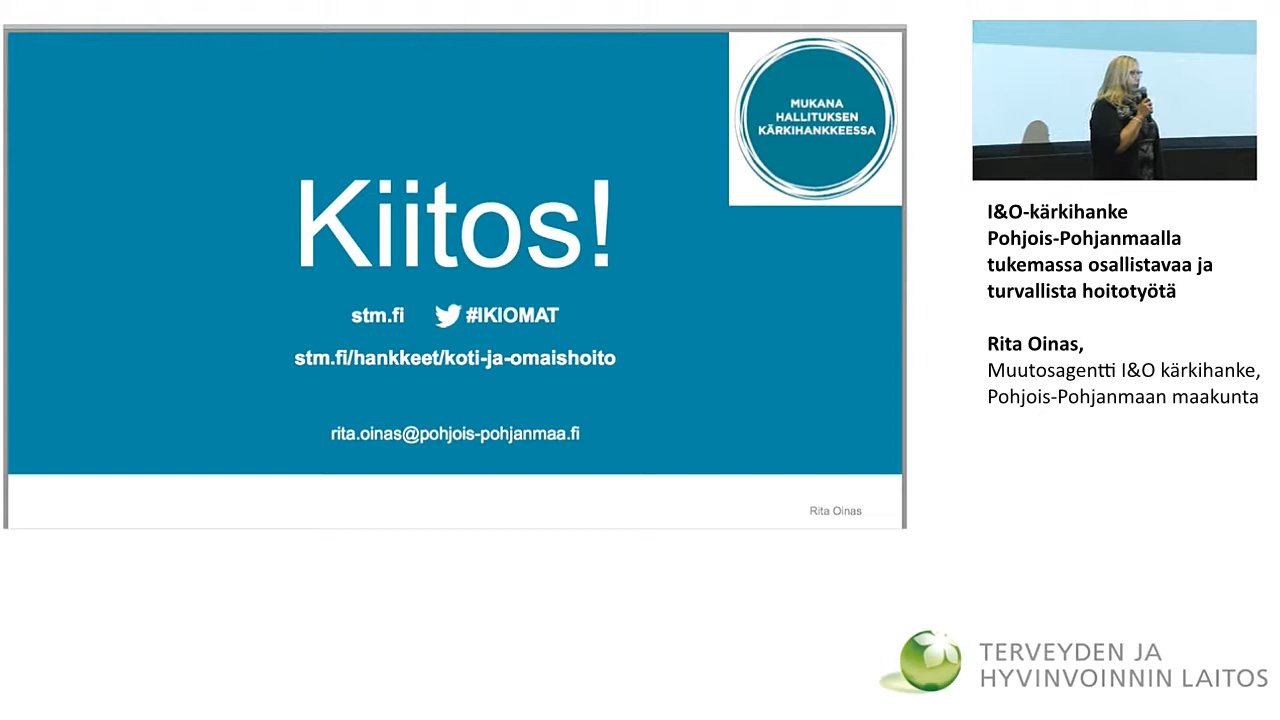 MUKANA
HALLITUKSEN
KÄRKIHANKKEESSA
Kiitos!
stm.fi #IKIOMAT
stm.fi/hankkeet/koti-ja-omaishoito
rita.oinas@pohjois-pohjanmaa.fi
Rita Oinas
I&O-kärkihanke
Pohjois-Pohjanmaalla
tukemassa osallistavaa ja
turvallista hoitotyötä
Rita Oinas,
Muutosagentti I&O kärkihanke,
Pohjois-Pohjanmaan maakunta
TERVEYDEN JA
HYVINVOINNIN LAITOS